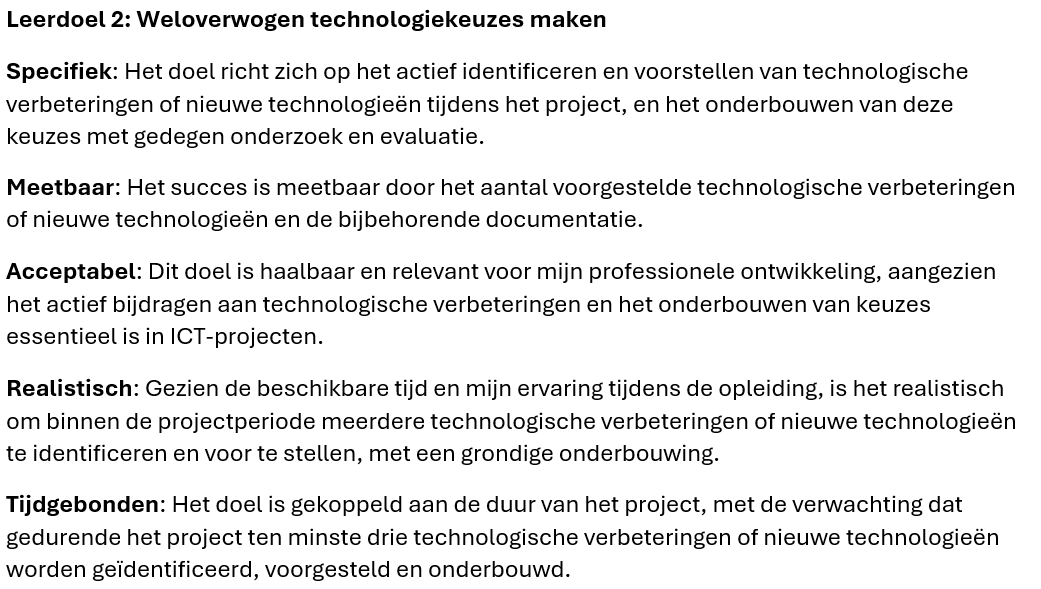 Leerdoel 2: Weloverwogen technologiekeuzes maken
Specifiek: Het doel richt zich op het actief identificeren en voorstellen van technologische
verbeteringen of nieuwe technologieën tijdens het project, en het onderbouwen van deze
keuzes met gedegen onderzoek en evaluatie.
Meetbaar: Het succes is meetbaar door het aantal voorgestelde technologische verbeteringen
of nieuwe technologieën en de bijbehorende documentatie.
Acceptabel: Dit doel is haalbaar en relevant voor mijn professionele ontwikkeling, aangezien
het actief bijdragen aan technologische verbeteringen en het onderbouwen van keuzes
essentieel is in ICT-projecten.
Realistisch: Gezien de beschikbare tijd en mijn ervaring tijdens de opleiding, is het realistisch
om binnen de projectperiode meerdere technologische verbeteringen of nieuwe technologieën
te identificeren en voor te stellen, met een grondige onderbouwing.
Tijdgebonden: Het doel is gekoppeld aan de duur van het project, met de verwachting dat
gedurende het project ten minste drie technologische verbeteringen of nieuwe technologieën
worden geïdentificeerd, voorgesteld en onderbouwd.